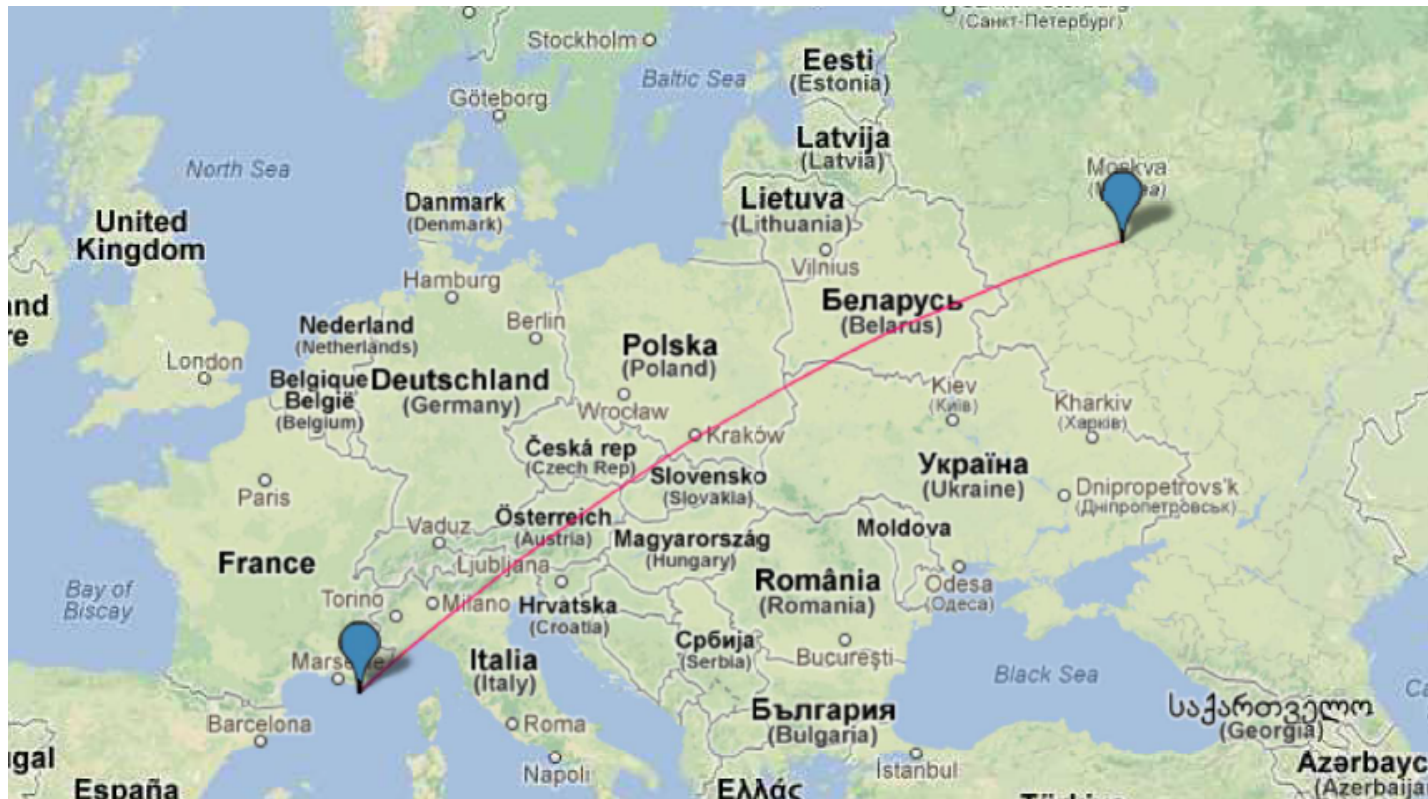 (Санкт-Петербург)
Stockholm
Eesti
(Estonia)
Baltic Sea
Göteborg
Latvija
(Latvia)
North Sea
Moskva
Danmark
(Denmark)
Lietuva
(Lithuania)
United
Kingdom
Vilnius
Hamburg
Беларусь
(Belarus)
Nederland
(Netherlands)
Berlin
Polska
(Poland)
London
Belgique
België
(Belgium)
Deutschland
(Germany)
Wrocław
Kiev
(Київ)
Kharkiv
(Харків)
Kraków
Česká rep
(Czech Rep)
Paris
Slovensko
(Slovakia)
Україна
(Ukraine)
Dnipropetrovs'k
(Дніпропетровськ)
Österreich
(Austria)
Vaduz
Moldova
France
Ljubljana
Magyarország
(Hungary)
Bay of
Biscay
Torino
Milano
România
(Romania)
Odesa
(Одеса)
Hrvatska
(Croatia)
Србија
(Serbia)
București
Marseille
Italia
(Italy)
Black Sea
Barcelona
Roma
България
(Bulgaria)
საქართველო
(Georgia)
Napoli
İstanbul
España
Ελλάς
Azərbayc
(Azerbaija